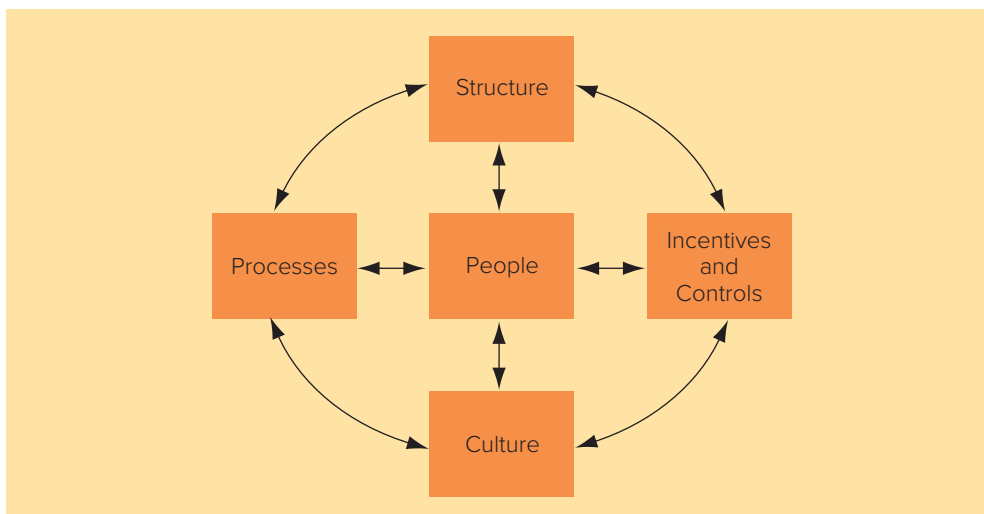 Structure
Processes
People
Incentives
and
Controls
Culture